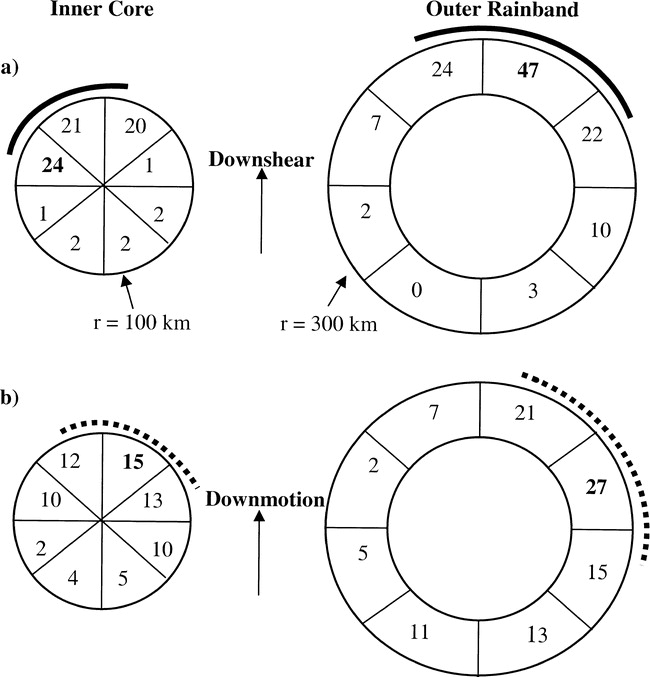 Inner Core
Outer Rainband
a)
21 20
24 1
1 2
2 2
Downshear
r = 100 km
24 47
7 22
2 10
0 3
r = 300 km
b)
12 15
10 13
2 10
4 5
Downmotion
7 21
2 27
5 15
11 13